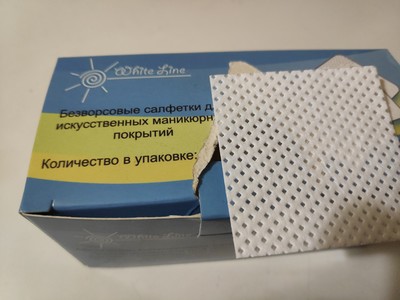 White Line
Безворсовые салфетки д
искусственных маникюрн
покрытий
Количество в упаковке:
White Line